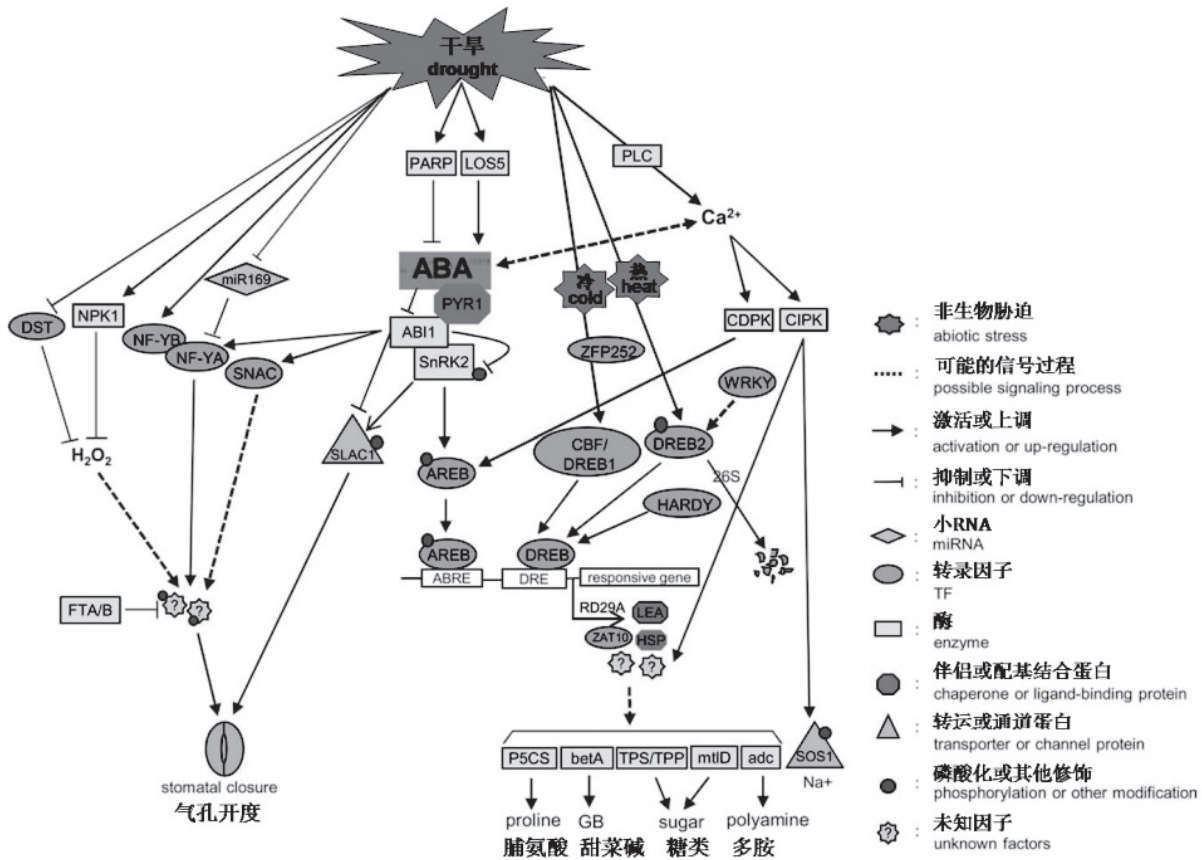 干旱
drought
PARP
LOS5
PLC
Ca²⁺
ABA
miR169
PYR1
冷
cold
热
heat
DST
NPK1
NF-YB
NF-YA
SNAC
ABI1
SnRK2
ZFP252
CDPK
CIPK
WRKY
H₂O₂
SLAC1
AREB
CBF/
DREB1
DREB2
26S
HARDY
AREB
DREB
ABRE
DRE
responsive gene
FTA/B
?
?
RD29A
LEA
ZAT10
HSP
?
?
P5CS
betA
TPS/TPP
mtlD
adc
SOS1
Na+
stomatal closure
气孔开度
proline
GB
sugar
polyamine
脯氨酸
甜菜碱
糖类
多胺
: 非生物胁迫
abiotic stress
: 可能的信号过程
possible signaling process
: 激活或上调
activation or up-regulation
: 抑制或下调
inhibition or down-regulation
: 小RNA
miRNA
: 转录因子
TF
: 酶
enzyme
: 伴侣或配基结合蛋白
chaperone or ligand-binding protein
: 转运或通道蛋白
transporter or channel protein
: 磷酸化或其他修饰
phosphorylation or other modification
? : 未知因子
unknown factors